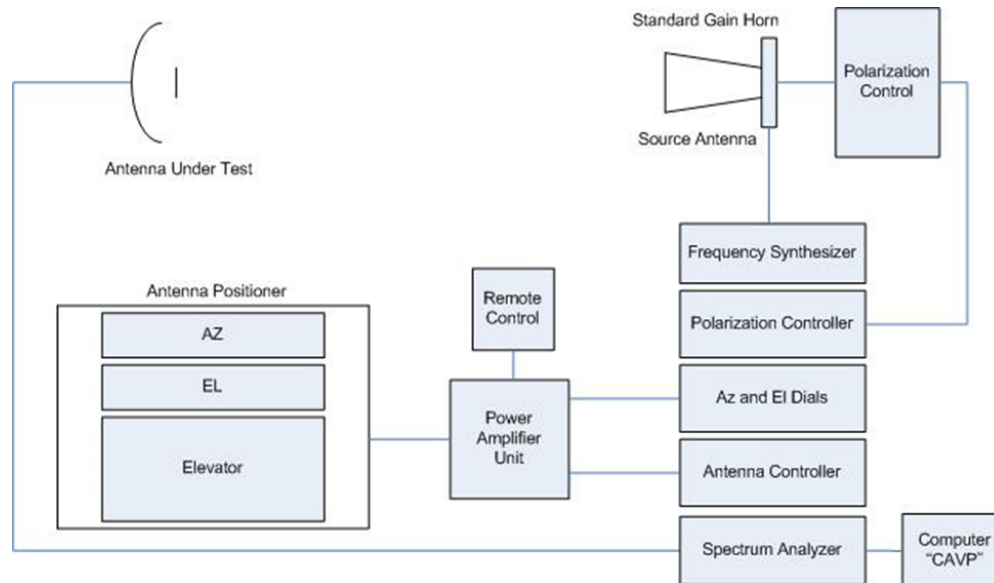 Standard Gain Horn
Polarization
Control
Source Antenna
Antenna Under Test
Frequency Synthesizer
Antenna Positioner
Remote
Control
Polarization Controller
AZ
EL
Power
Amplifier
Unit
Az and El Dials
Elevator
Antenna Controller
Spectrum Analyzer
Computer
“CAVP”